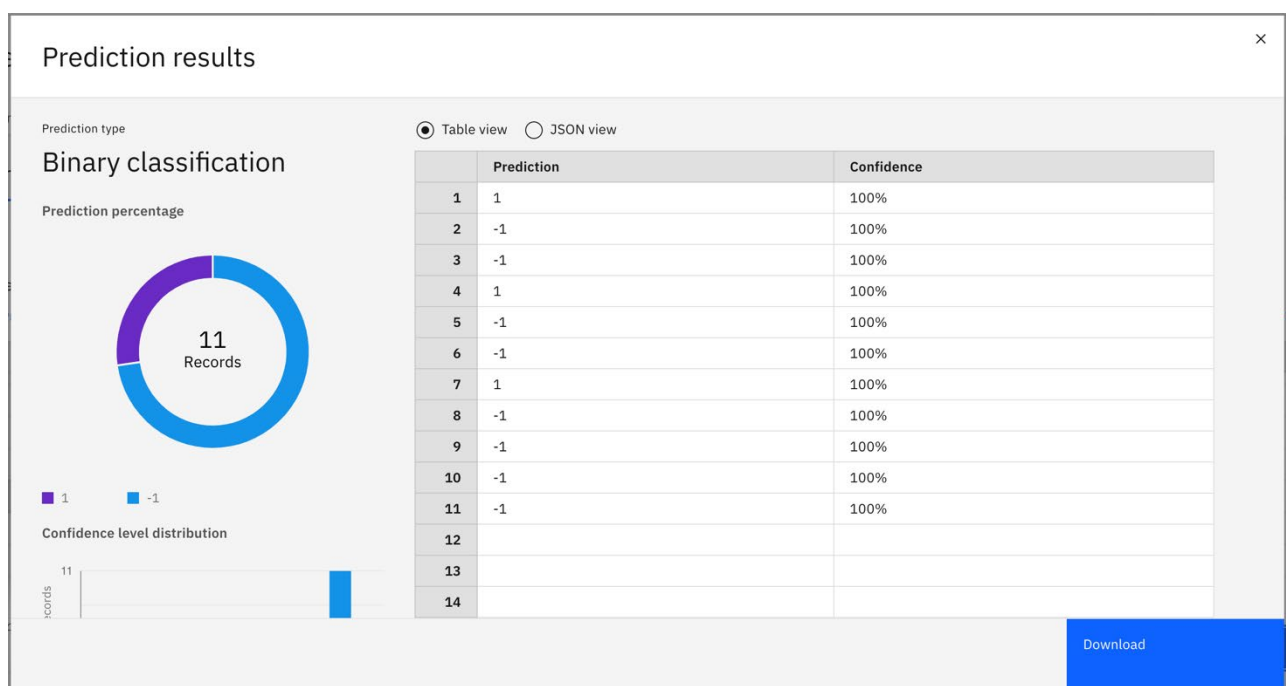 Prediction results
×
Prediction type
Binary classification
Prediction percentage
11
Records
1 -1
Confidence level distribution
11
Table view JSON view
Prediction Confidence
1 1 100%
2 -1 100%
3 -1 100%
4 1 100%
5 -1 100%
6 -1 100%
7 1 100%
8 -1 100%
9 -1 100%
10 -1 100%
11 -1 100%
12
13
14
Download